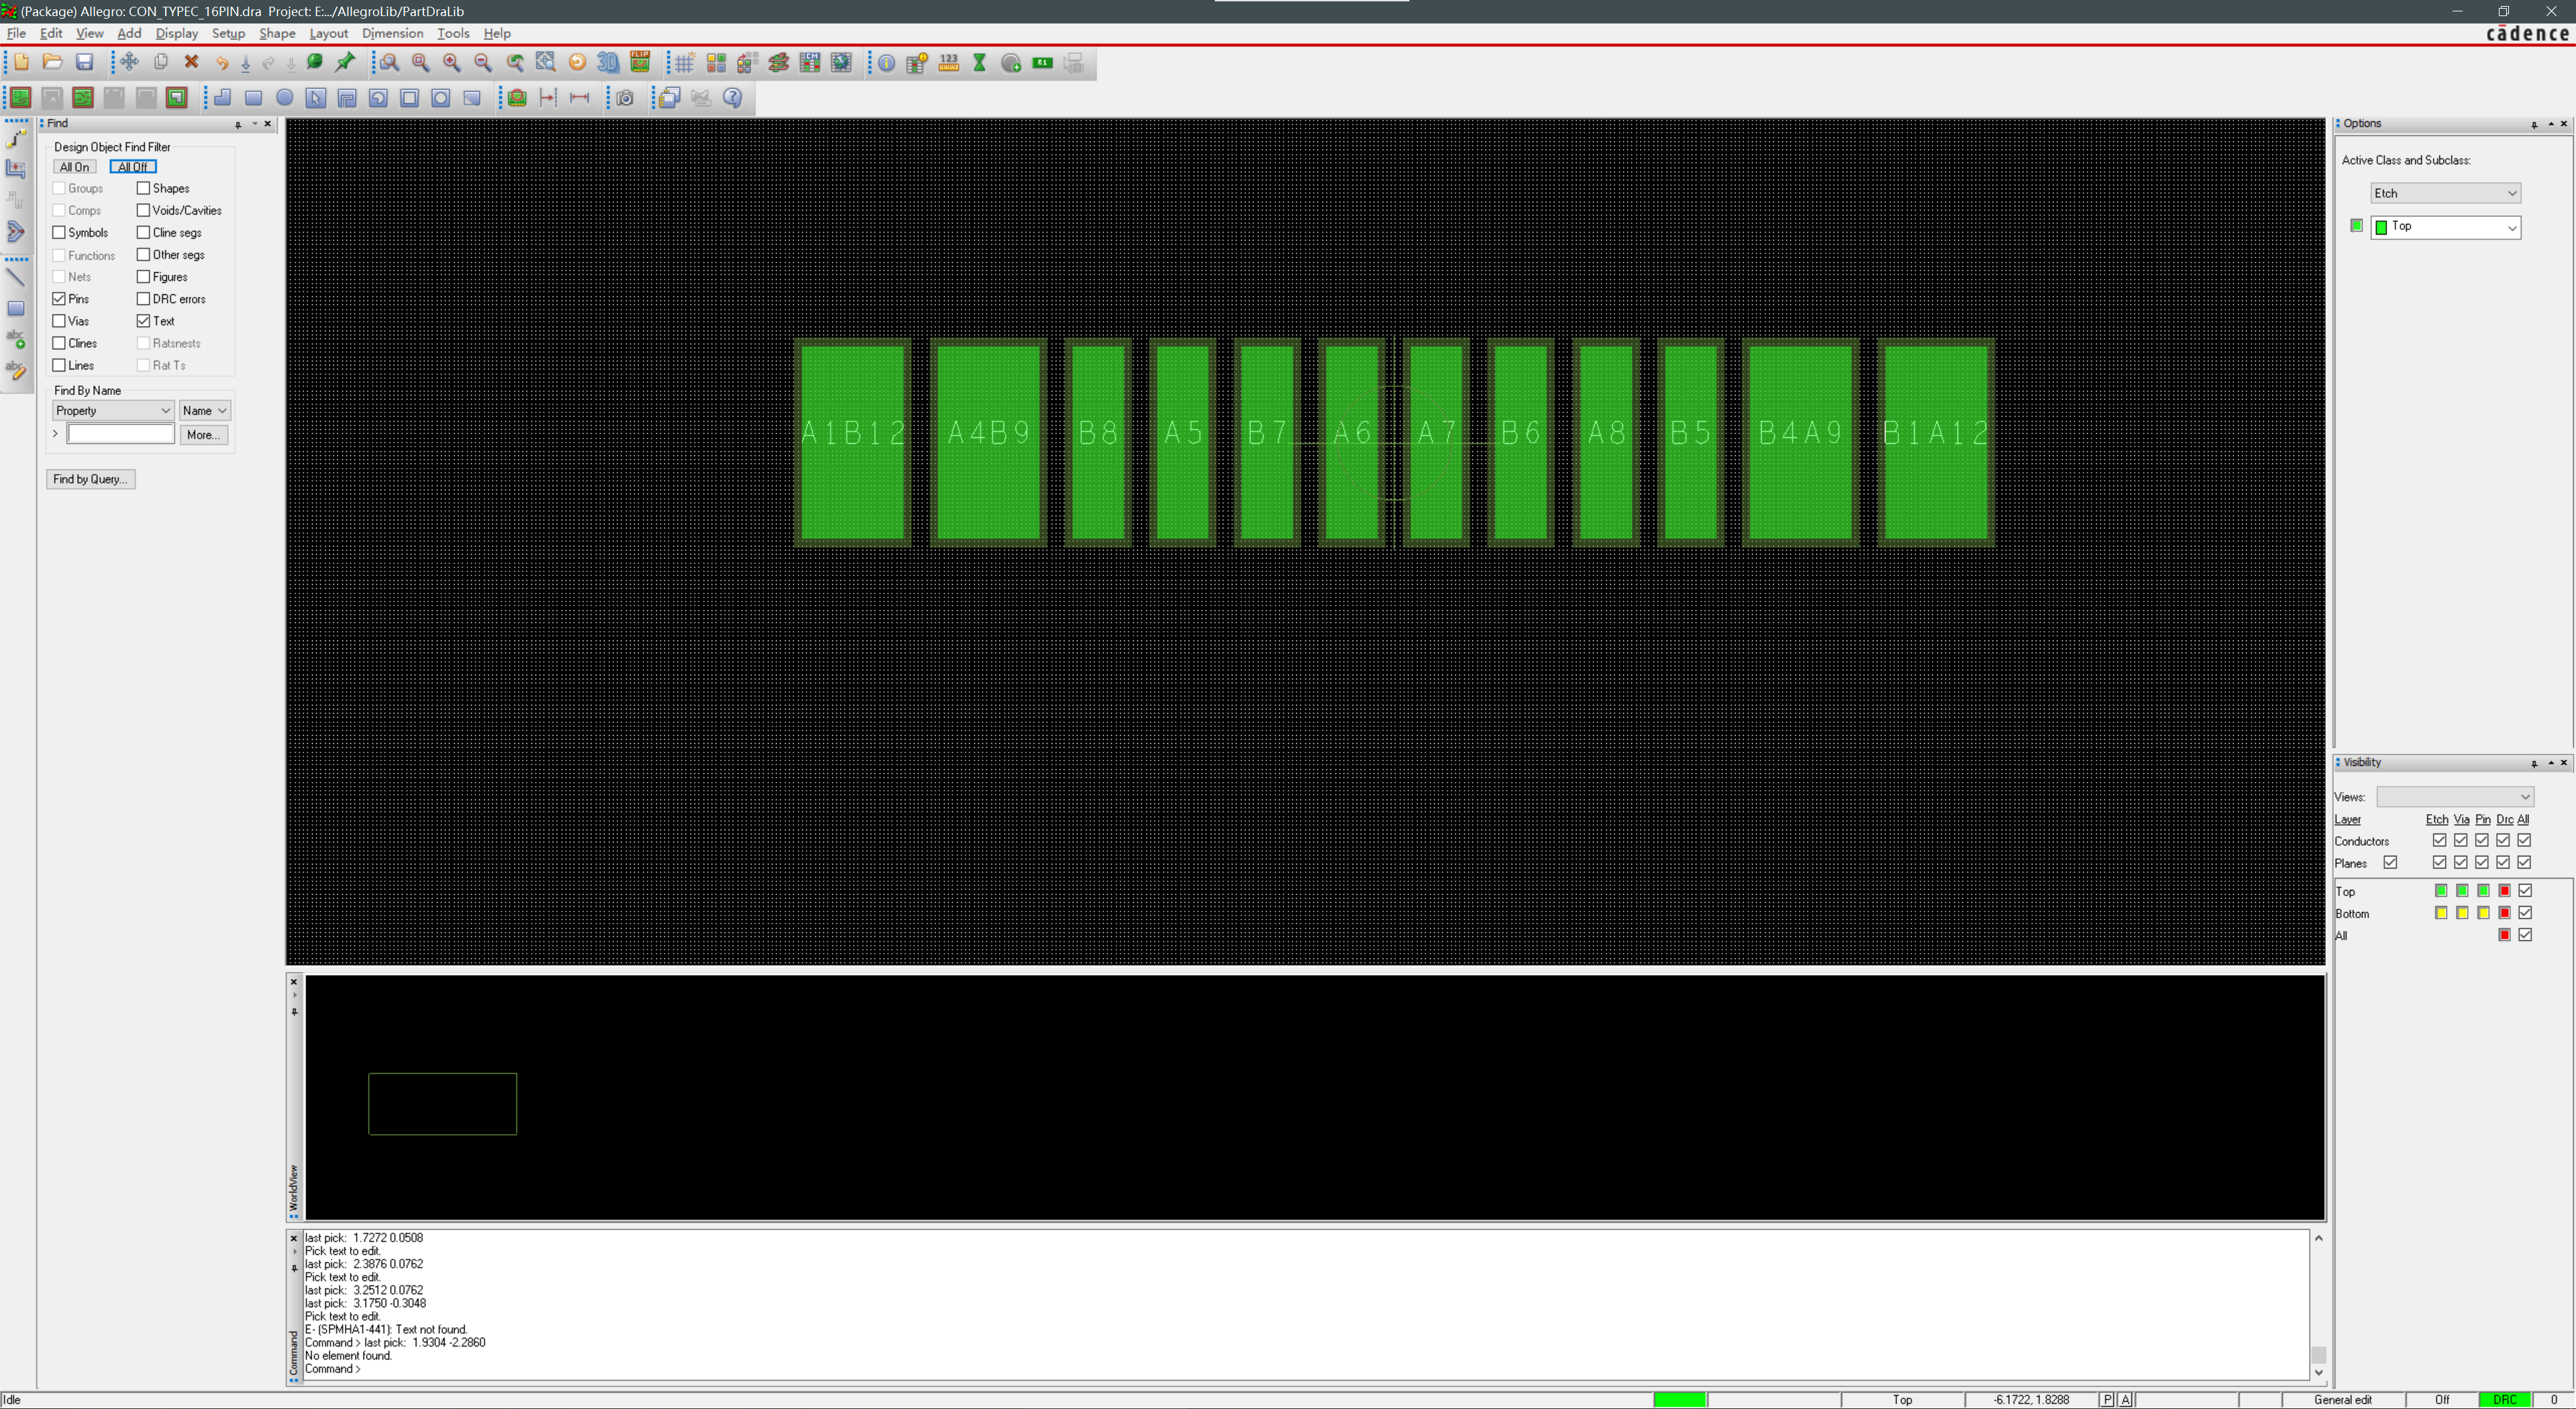 (Package) Allegro: CON_TYPEC_16PIN.dra  Project: E:.../AllegroLib/PartDraLib
File Edit View Add Display Setup Shape Layout Dimension Tools Help
cādence
Find
Design Object Find Filter
All On All Off
Groups Shapes
Comps Voids/Cavities
Symbols Cline segs
Functions Other segs
Nets Figures
Pins DRC errors
Vias Text
Clines Ratsnests
Lines Rat Ts
Find By Name
Property Name
> More...
Find by Query...
A1B12 A4B9 B8 A5 B7 A6 A7 B6 A8 B5 B4A9 B1A12
Options
Active Class and Subclass:
Etch
Top
Visibility
Views:
Layer Etch Via Pin Drc All
Conductors
Planes
Top
Bottom
All
WorldView
Command
last pick:  1.7272 0.0508
Pick text to edit.
last pick:  2.3876 0.0762
Pick text to edit.
last pick:  3.2512 0.0762
last pick:  3.1750 -0.3048
Pick text to edit.
E- (SPMHA1-441): Text not found.
Command > last pick:  1.9304 -2.2860
No element found.
Command >
Idle Top -6.1722, 1.8288 P A General edit Off DRC 0